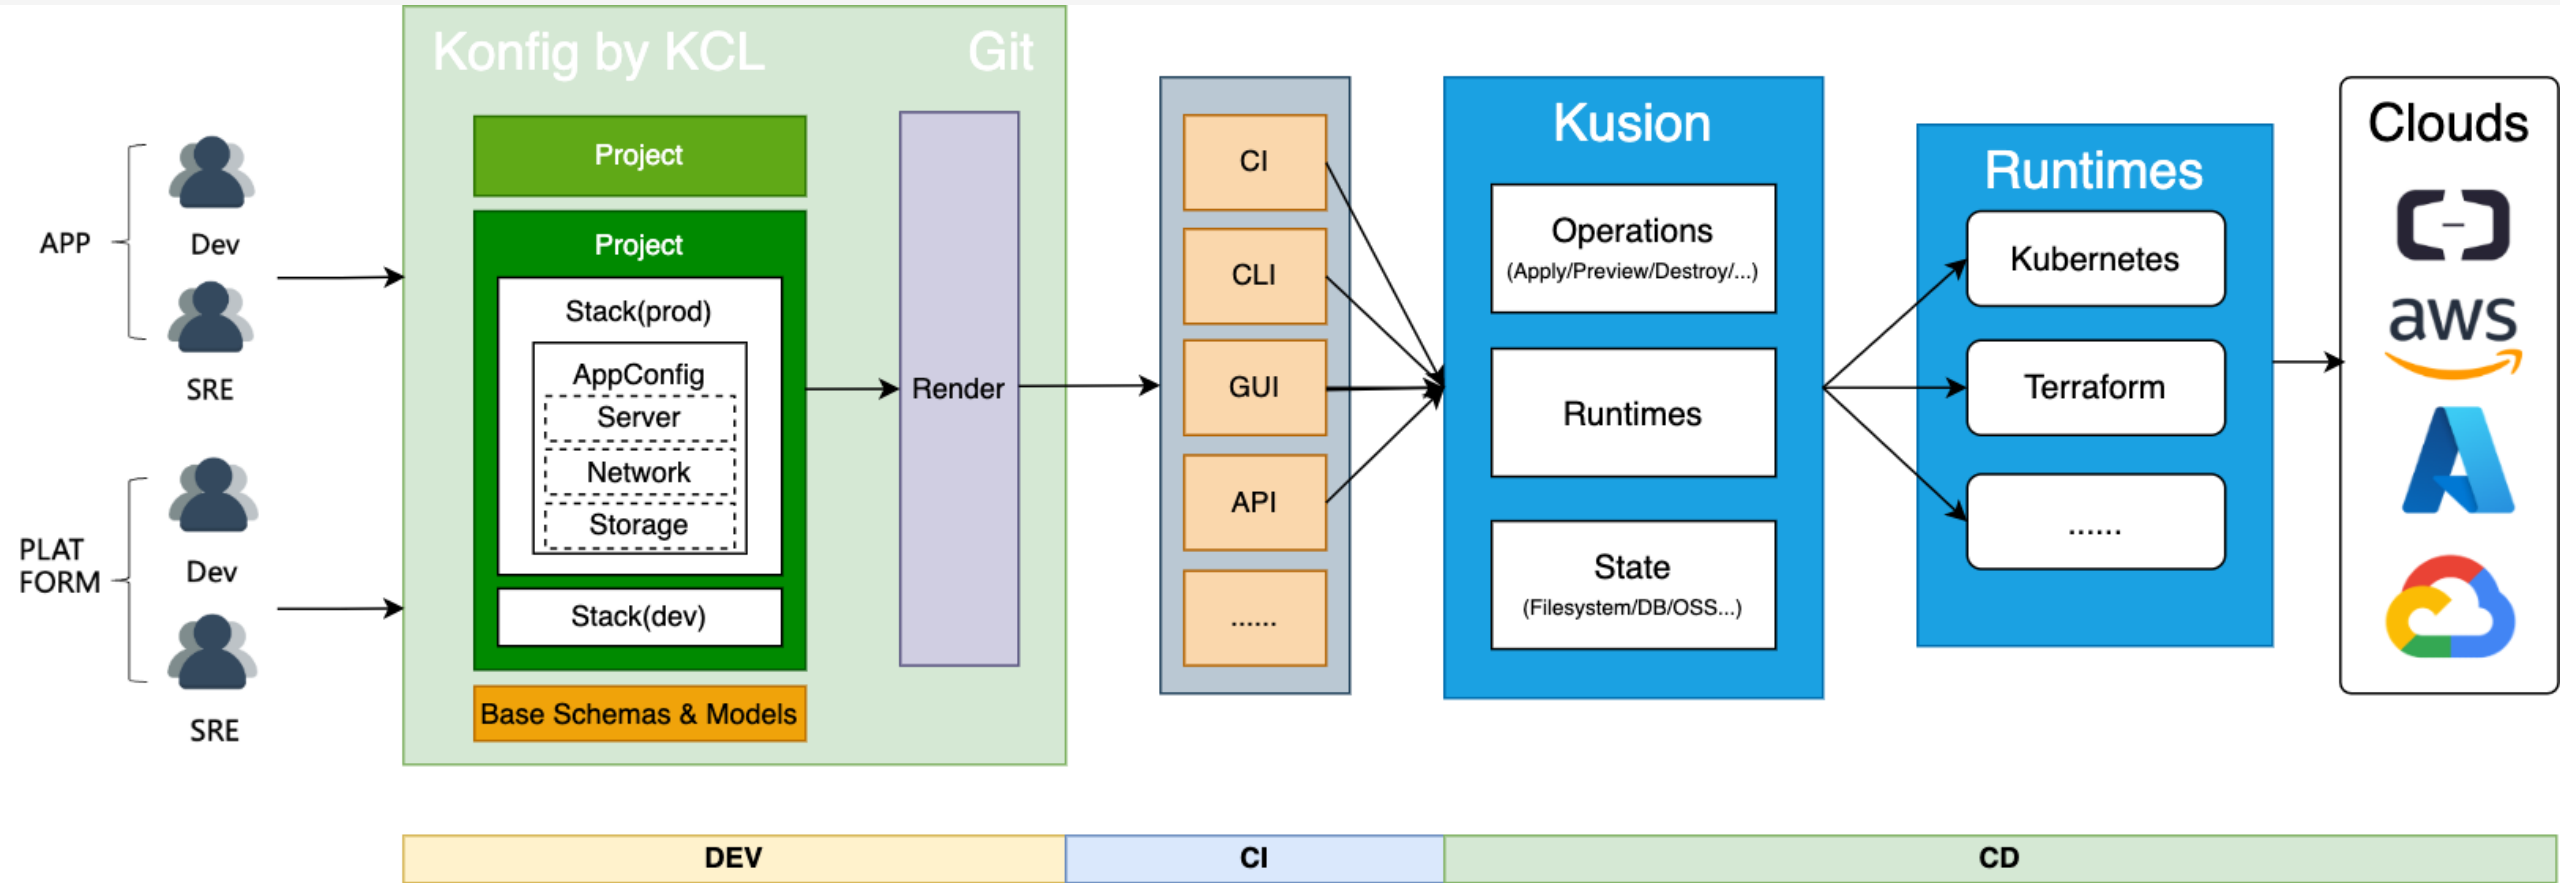 APP
Dev
SRE
PLAT
FORM
Dev
SRE
Konfig by KCL
Git
Project
Project
Stack(prod)
AppConfig
Server
Network
Storage
Stack(dev)
Base Schemas & Models
Render
CI
CLI
GUI
API
......
Kusion
Operations
(Apply/Preview/Destroy/...)
Runtimes
State
(Filesystem/DB/OSS...)
Runtimes
Kubernetes
Terraform
......
Clouds
aws
DEV
CI
CD